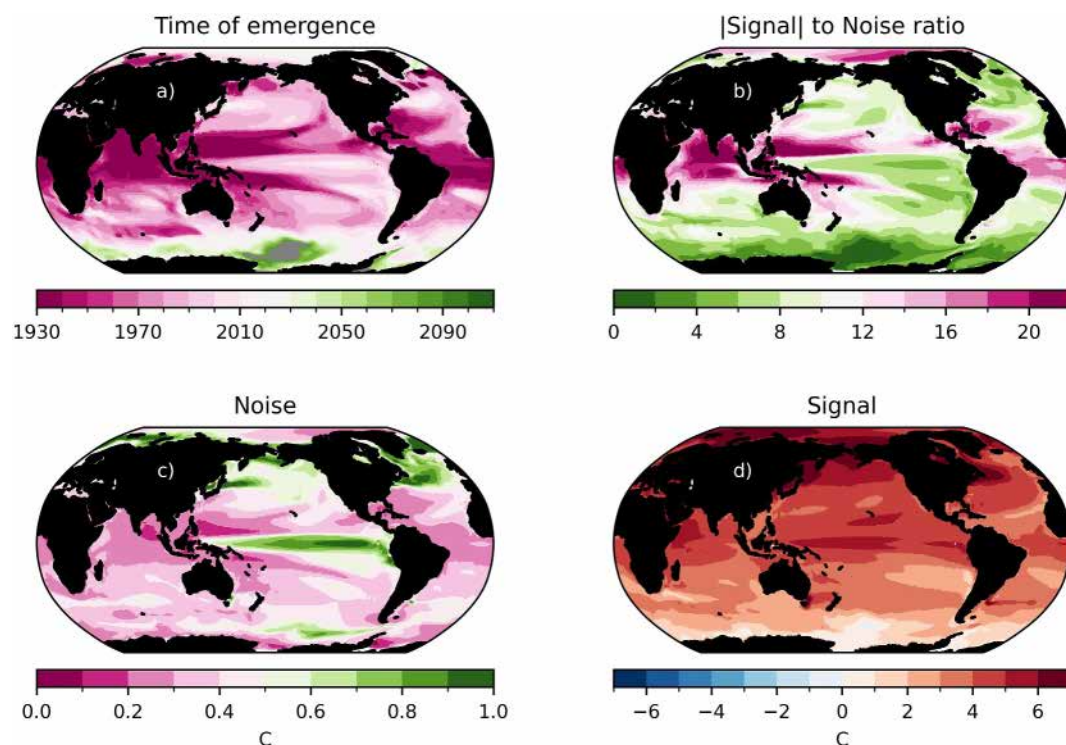 Time of emergence
|Signal| to Noise ratio
a)
b)
1930 1970 2010 2050 2090
0 4 8 12 16 20
Noise
Signal
c)
d)
0.0 0.2 0.4 0.6 0.8 1.0
−6 −4 −2 0 2 4 6
C
C